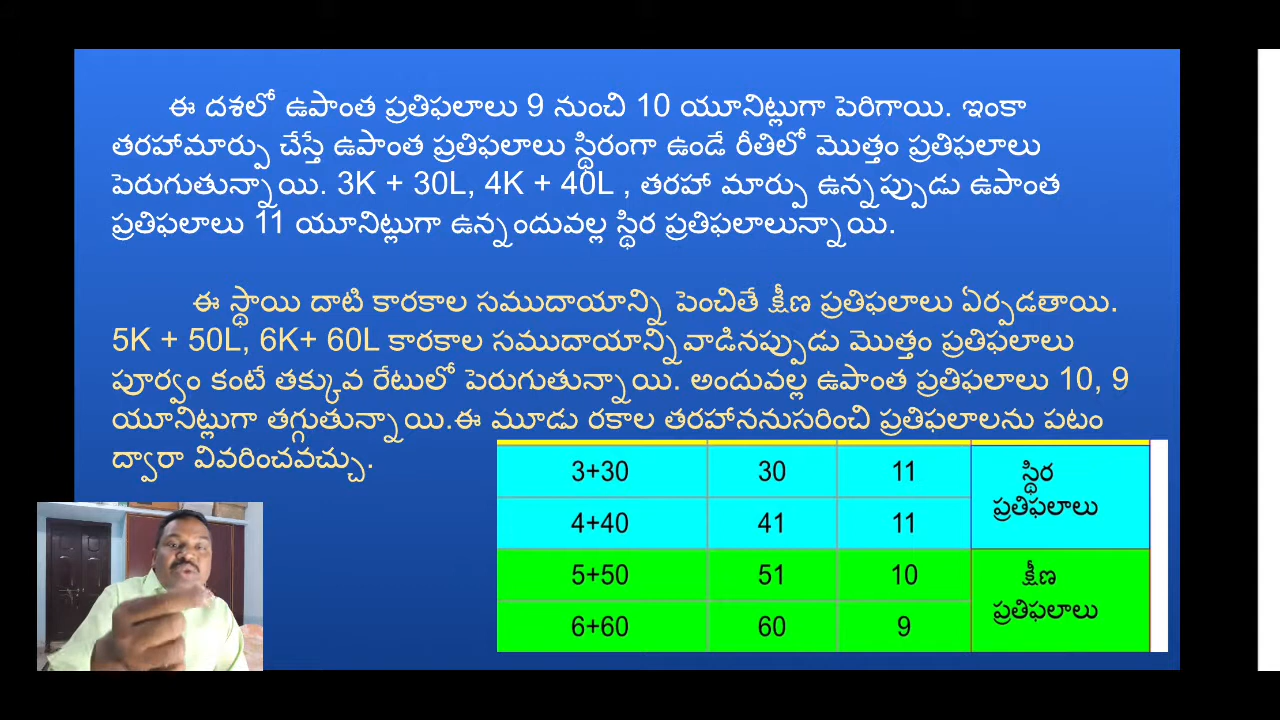 ఈ దశలో ఉపాంత ప్రతిఫలాలు 9 నుంచి 10 యూనిట్లుగా పెరిగాయి. ఇంకా
తరహామార్పు చేస్తే ఉపాంత ప్రతిఫలాలు స్థిరంగా ఉండే రీతిలో మొత్తం ప్రతిఫలాలు
పెరుగుతున్నాయి. 3K + 30L, 4K + 40L , తరహా మార్పు ఉన్నప్పుడు ఉపాంత
ప్రతిఫలాలు 11 యూనిట్లుగా ఉన్నందువల్ల స్థిర ప్రతిఫలాలున్నాయి.
ఈ స్థాయి దాటి కారకాల సముదాయాన్ని పెంచితే క్షీణ ప్రతిఫలాలు ఏర్పడతాయి.
5K + 50L, 6K+ 60L కారకాల సముదాయాన్ని వాడినప్పుడు మొత్తం ప్రతిఫలాలు
పూర్వం కంటే తక్కువ రేటులో పెరుగుతున్నాయి. అందువల్ల ఉపాంత ప్రతిఫలాలు 10, 9
యూనిట్లుగా తగ్గుతున్నాయి.ఈ మూడు రకాల తరహాననుసరించి ప్రతిఫలాలను పటం
ద్వారా వివరించవచ్చు.
3+30 30 11 స్థిర ప్రతిఫలాలు
4+40 41 11
5+50 51 10 క్షీణ ప్రతిఫలాలు
6+60 60 9